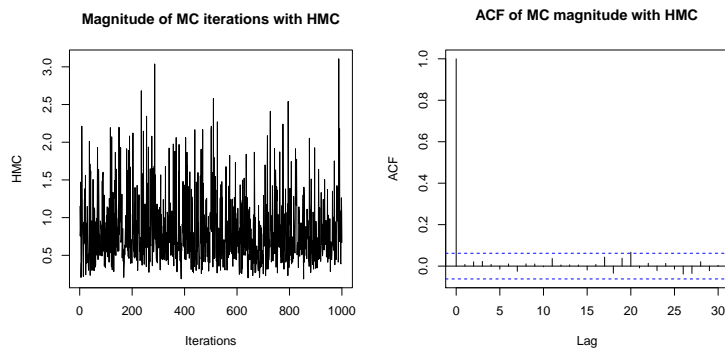 Magnitude of MC iterations with HMC
HMC
3.0
2.5
2.0
1.5
1.0
0.5
0 200 400 600 800 1000
Iterations
ACF of MC magnitude with HMC
ACF
1.0
0.8
0.6
0.4
0.2
0.0
0 5 10 15 20 25 30
Lag